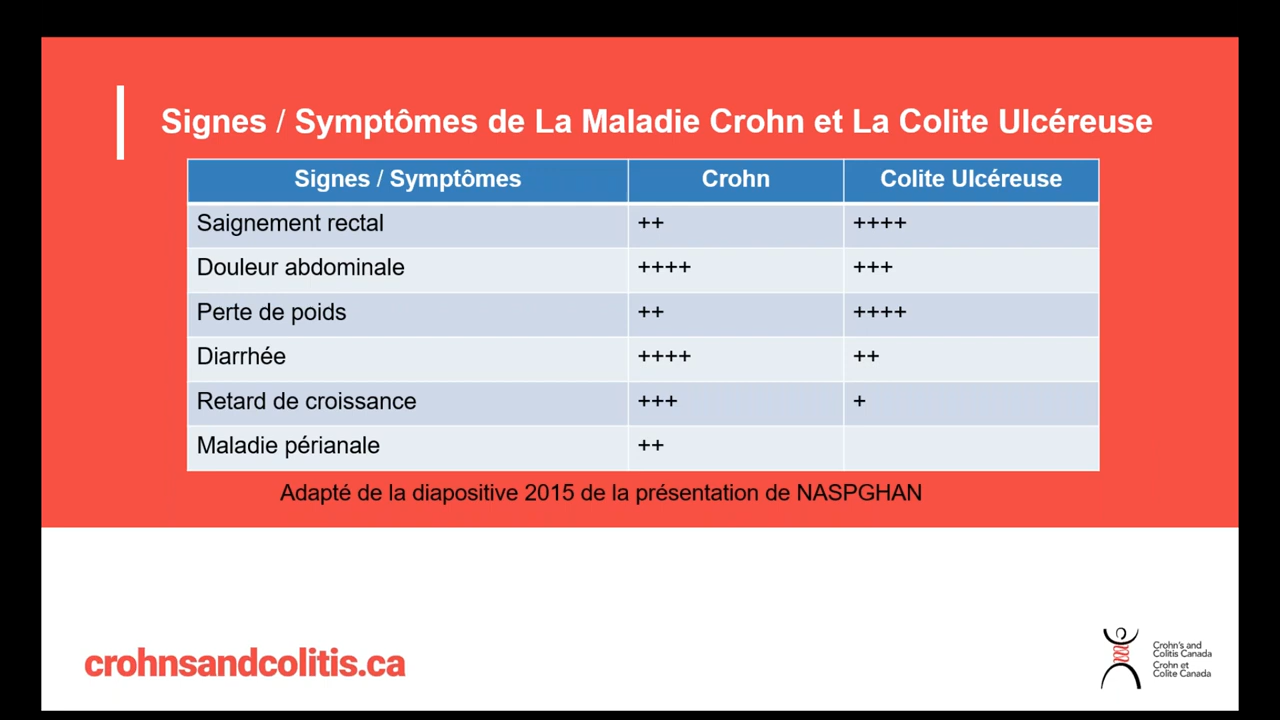 Signes / Symptômes de La Maladie Crohn et La Colite Ulcéreuse
Signes / Symptômes Crohn Colite Ulcéreuse
Saignement rectal ++ ++++
Douleur abdominale ++++ +++
Perte de poids ++ ++++
Diarrhée ++++ ++
Retard de croissance +++ +
Maladie périanale ++
Adapté de la diapositive 2015 de la présentation de NASPGHAN
crohnsandcolitis.ca
Crohn's and
Colitis Canada
Crohn et
Colite Canada